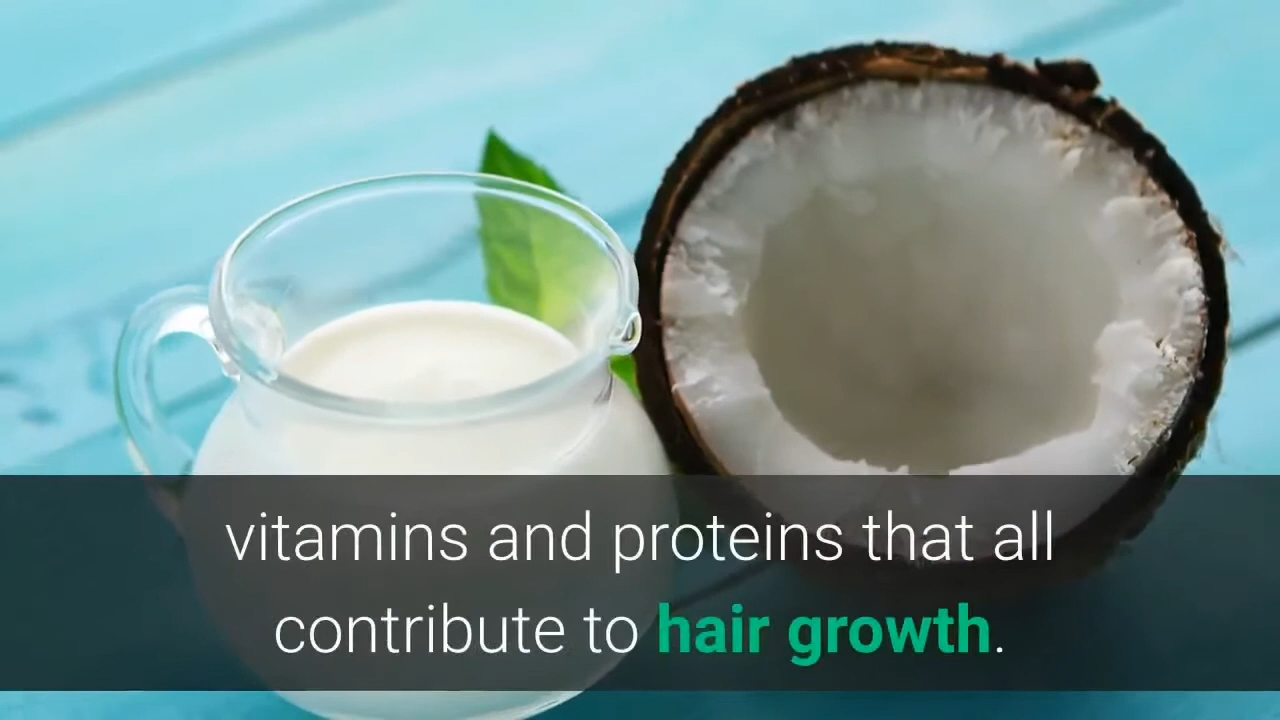 vitamins and proteins that all
contribute to hair growth.